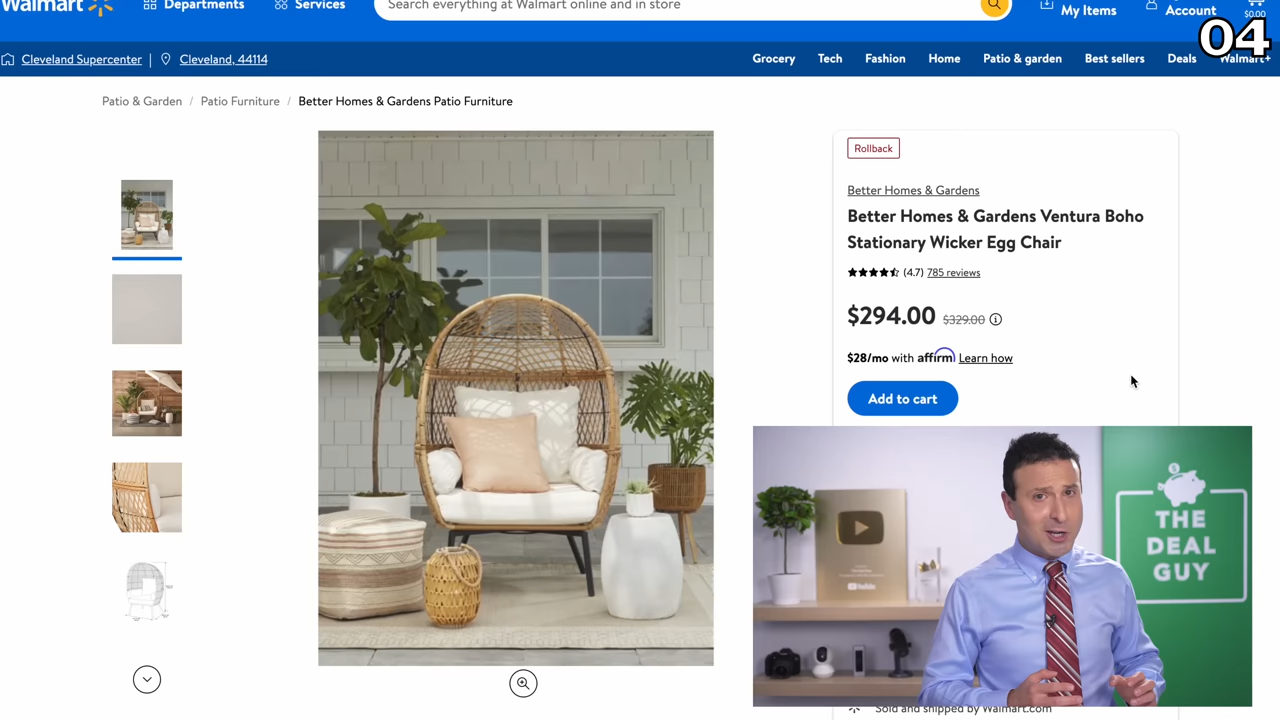 Walmart
Departments
Services
Search everything at Walmart online and in store
My Items
Account
$0.00
04
Cleveland Supercenter | Cleveland, 44114
Grocery
Tech
Fashion
Home
Patio & garden
Best sellers
Deals
Walmart+
Patio & Garden / Patio Furniture / Better Homes & Gardens Patio Furniture
Rollback
Better Homes & Gardens
Better Homes & Gardens Ventura Boho
Stationary Wicker Egg Chair
(4.7) 785 reviews
$294.00 $329.00
$28/mo with affirm Learn how
Add to cart
THE
DEAL
GUY
Sold and shipped by Walmart.com